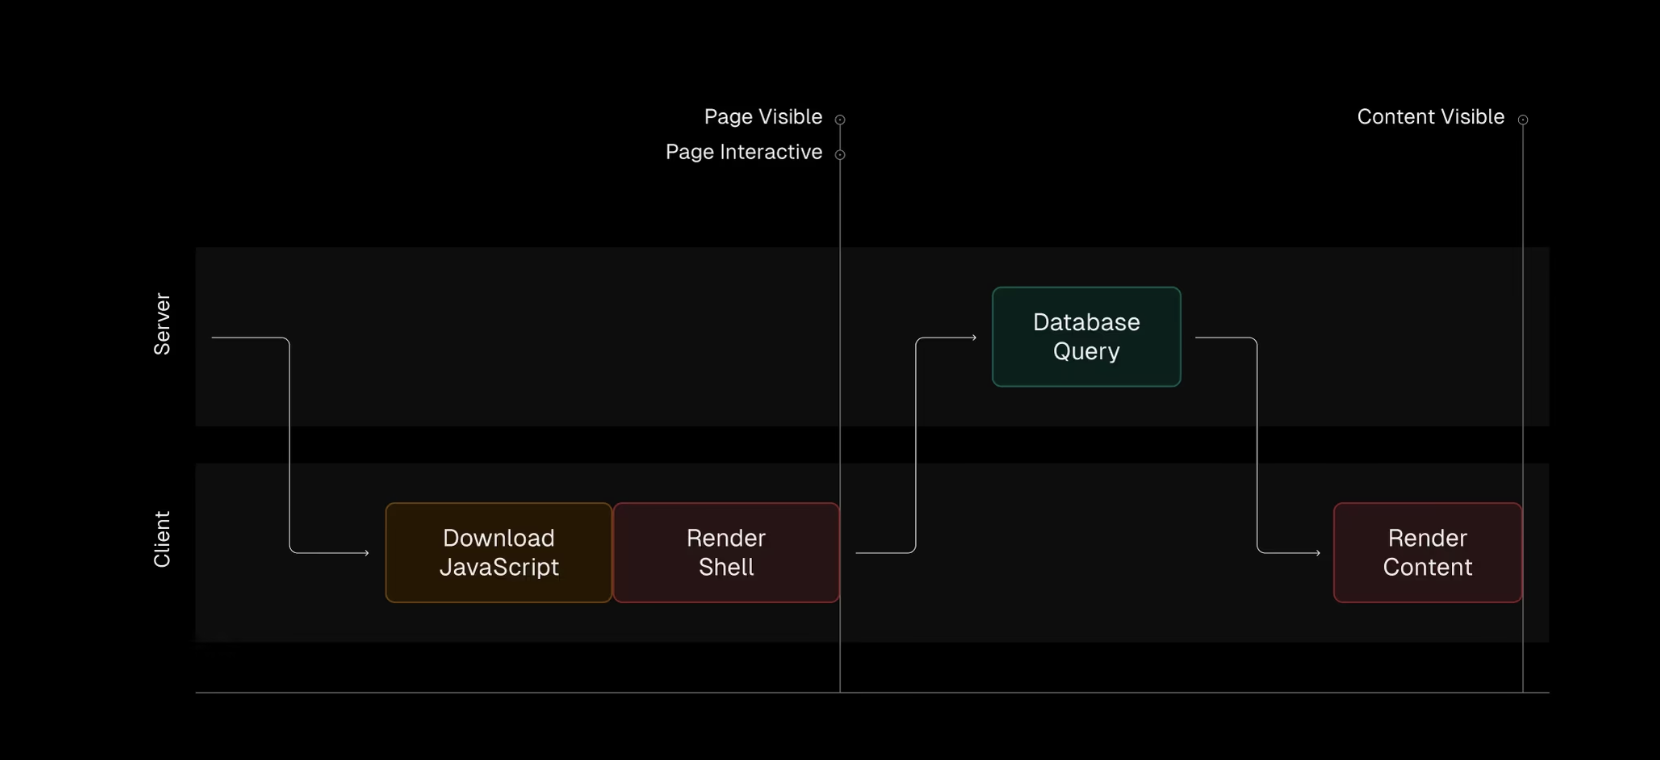 Page Visible
Content Visible
Page Interactive
Server
Database
Query
Client
Download
JavaScript
Render
Shell
Render
Content